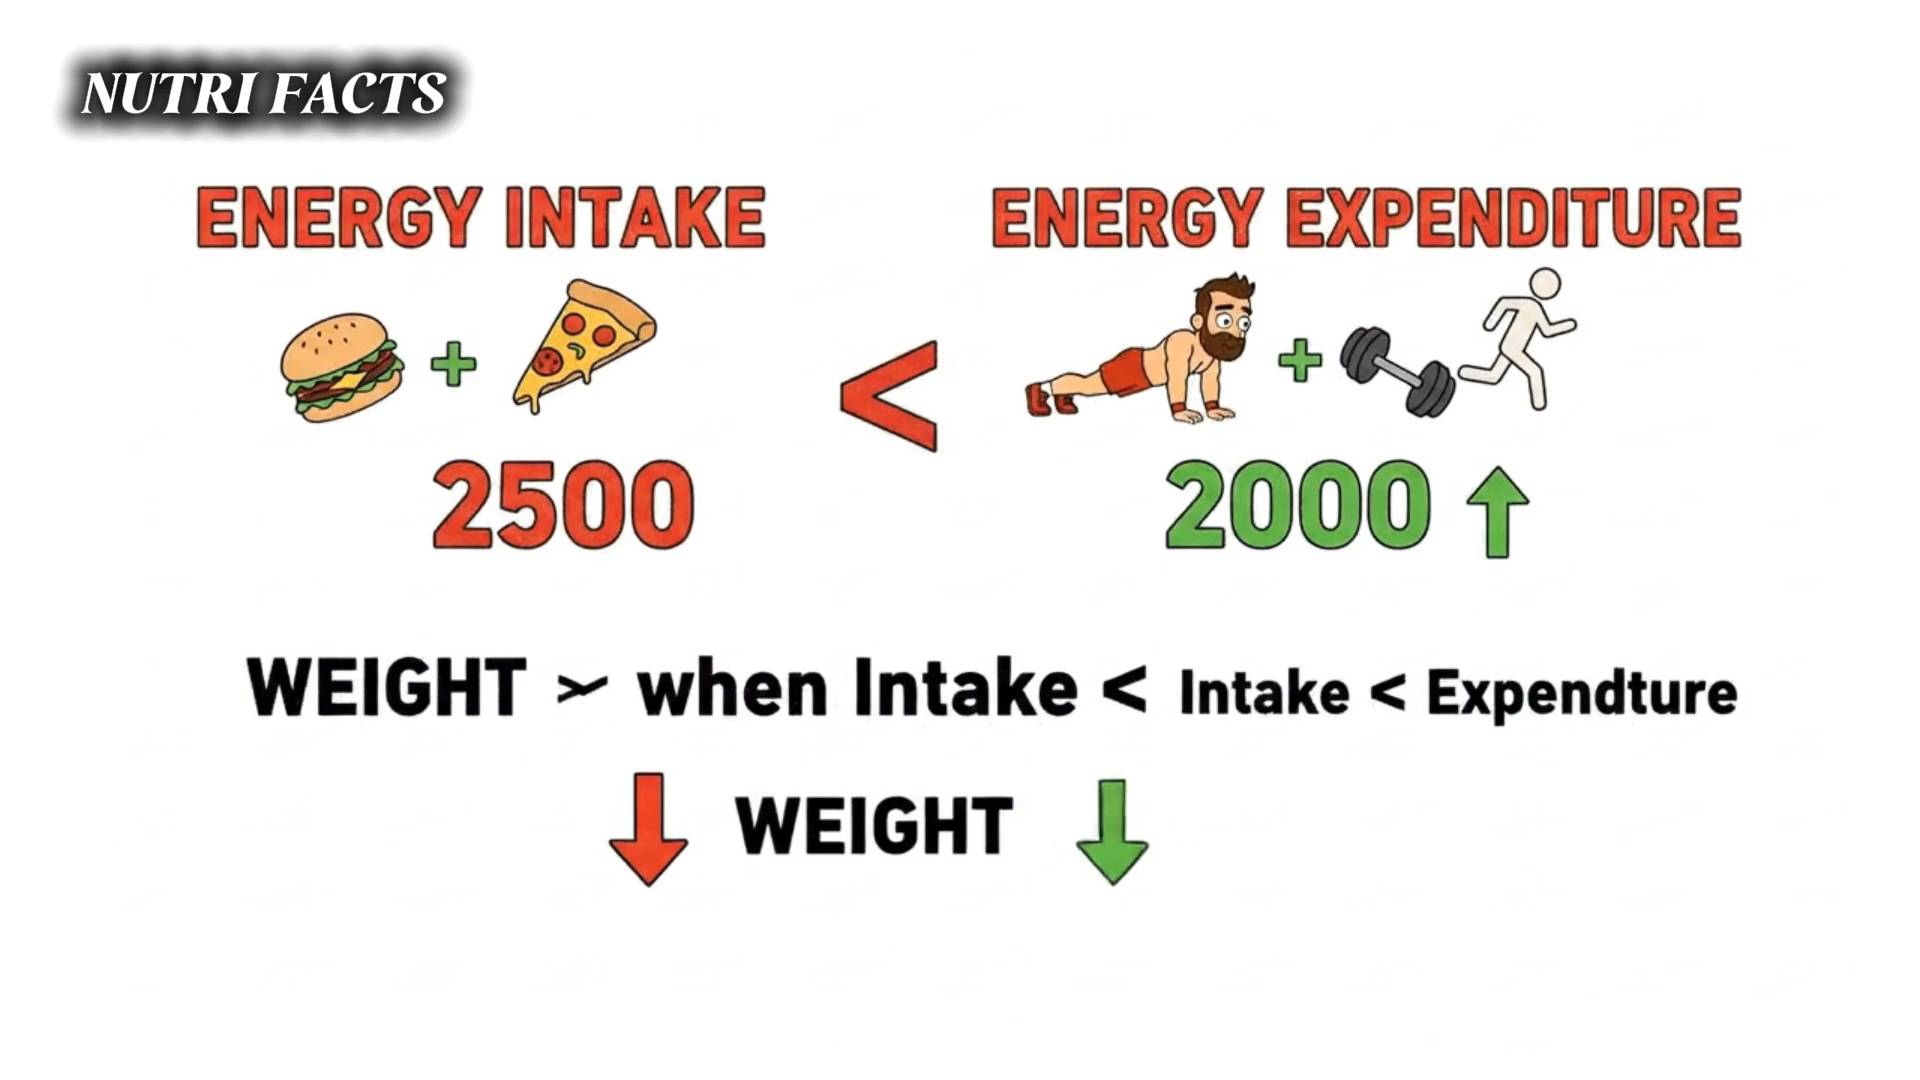 NUTRI FACTS
ENERGY INTAKE
ENERGY EXPENDITURE
+
+
<
2500
2000
WEIGHT > when Intake < Intake < Expendture
WEIGHT